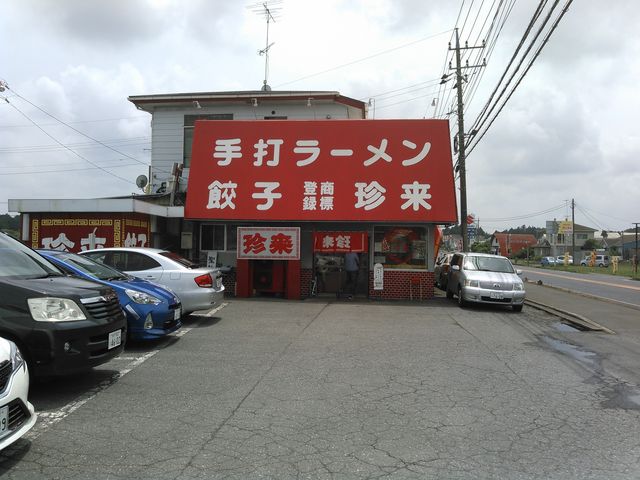 手打ラーメン
餃子 登録商標 珍来
珍来
珍来